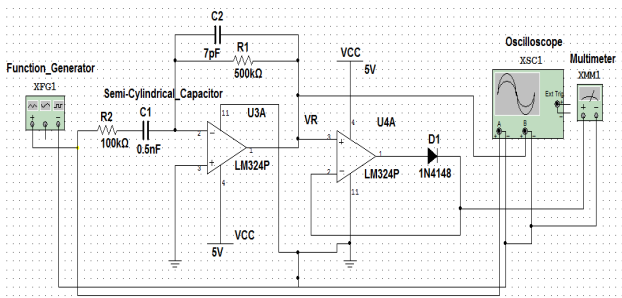 C2
7pF
R1
500kΩ
VCC
5V
Oscilloscope
XSC1
Multimeter
XMM1
Function_Generator
XFG1
Semi-Cylindrical_Capacitor
Ext Trig
R2
100kΩ
C1
0.5nF
11
U3A
2
3
1
4
LM324P
VCC
5V
VR
4
U4A
3
2
1
11
LM324P
D1
1N4148
A
B